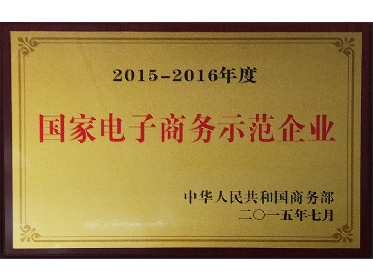 2015-2016年度
国家电子商务示范企业
中华人民共和国商务部
二〇一五年七月